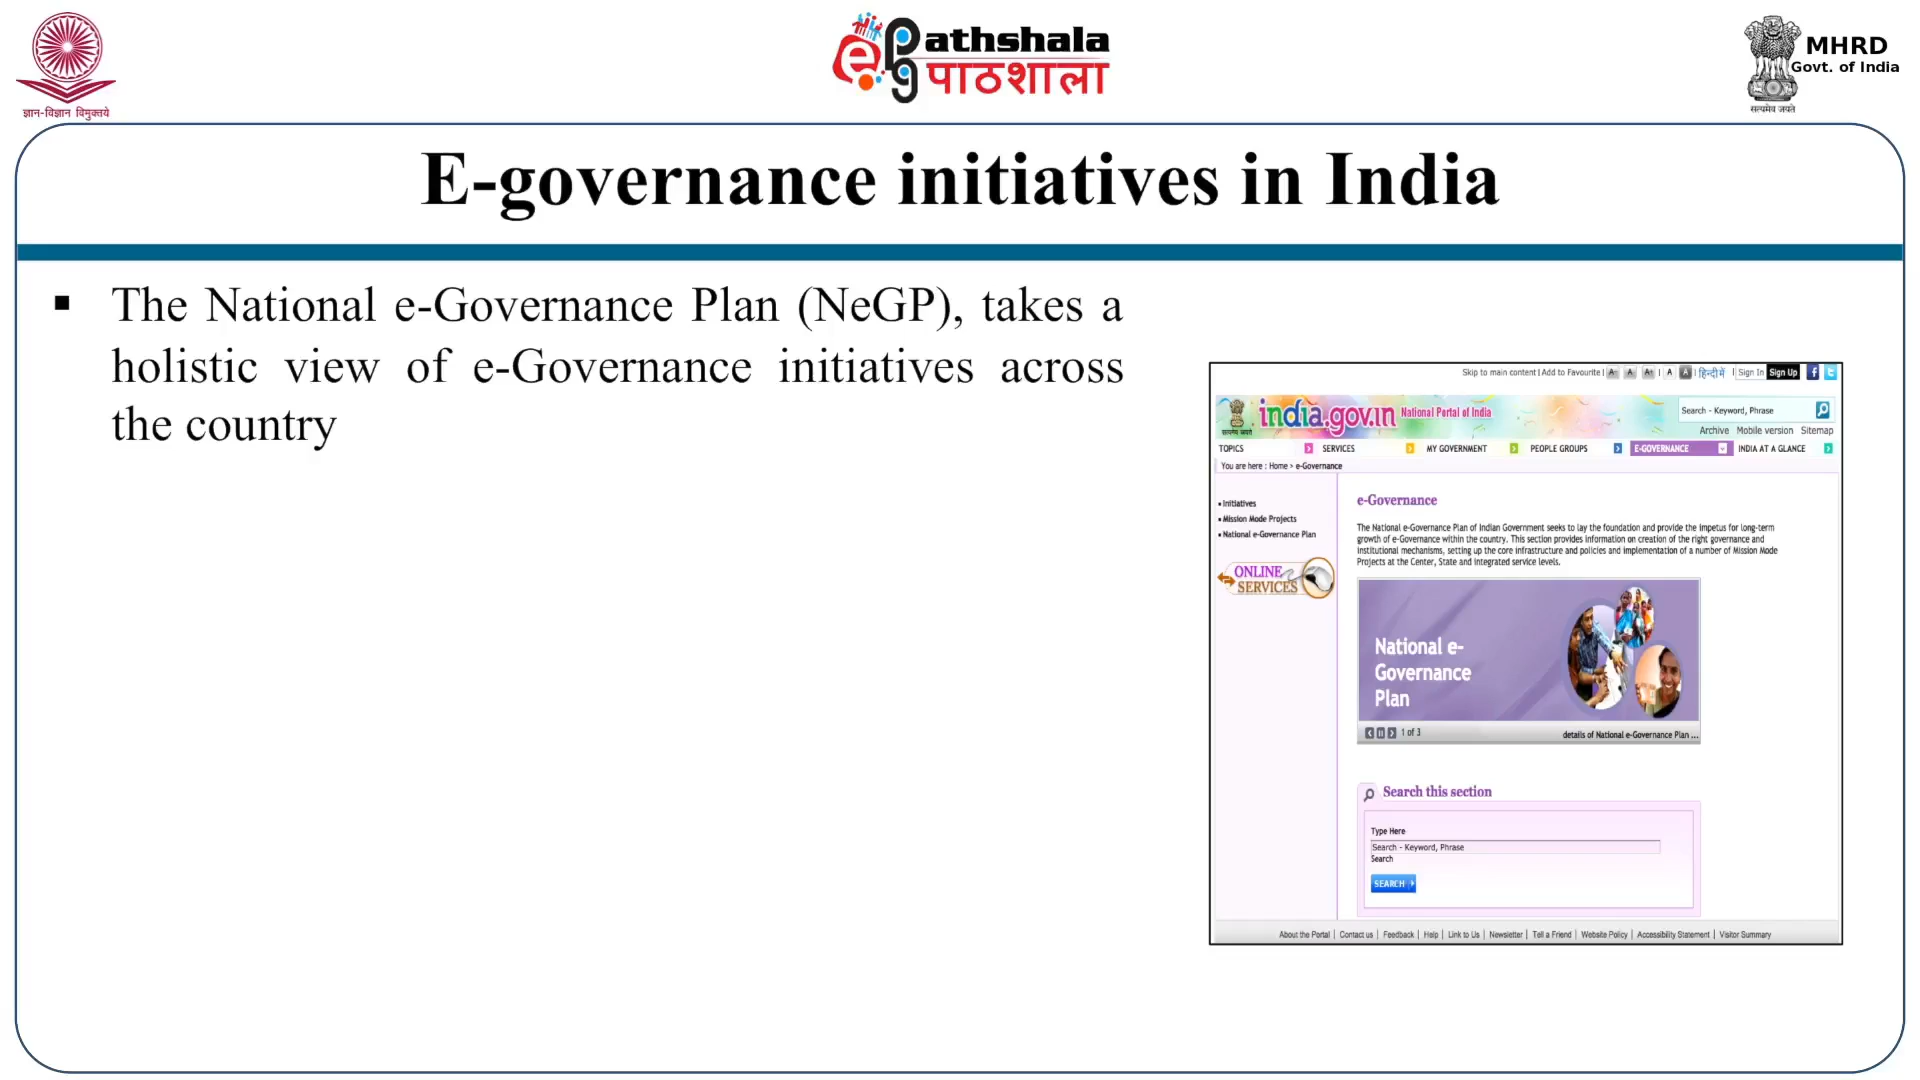 ज्ञान-विज्ञान विमुक्तये
ePG Pathshala
पाठशाला
MHRD
Govt. of India
सत्यमेव जयते
E-governance initiatives in India
▪ The National e-Governance Plan (NeGP), takes a
holistic view of e-Governance initiatives across
the country
Skip to main content | Add to Favourite | A- A A+ | A A | हिन्दी में | Sign In Sign Up
सत्यमेव जयते
india.gov.in National Portal of India
Search - Keyword, Phrase
Archive Mobile version Sitemap
TOPICS SERVICES MY GOVERNMENT PEOPLE GROUPS E-GOVERNANCE INDIA AT A GLANCE
You are here : Home > e-Governance
• Initiatives
• Mission Mode Projects
• National e-Governance Plan
ONLINE
SERVICES
e-Governance
The National e-Governance Plan of Indian Government seeks to lay the foundation and provide the impetus for long-term
growth of e-Governance within the country. This section provides information on creation of the right governance and
institutional mechanisms, setting up the core infrastructure and policies and implementation of a number of Mission Mode
Projects at the Center, State and integrated service levels.
National e-
Governance
Plan
1 of 3
details of National e-Governance Plan ...
Search this section
Type Here
Search - Keyword, Phrase
Search
SEARCH
About the Portal | Contact us | Feedback | Help | Link to Us | Newsletter | Tell a Friend | Website Policy | Accessibility Statement | Visitor Summary